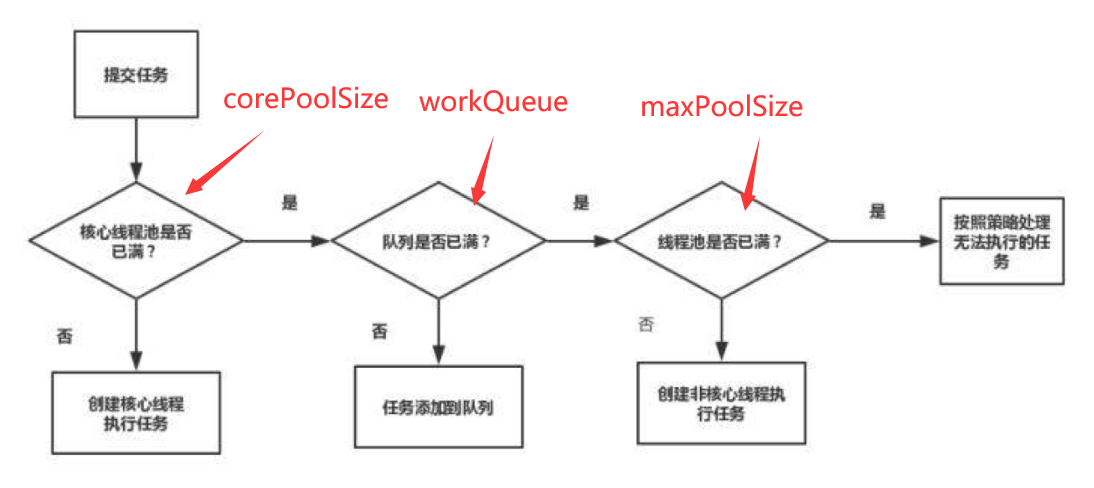 提交任务
corePoolSize
workQueue
maxPoolSize
是
是
是
核心线程池是否
已满？
队列是否已满？
线程池是否已满？
按照策略处理
无法执行的任
务
否
否
否
创建核心线程
执行任务
任务添加到队列
创建非核心线程执
行任务